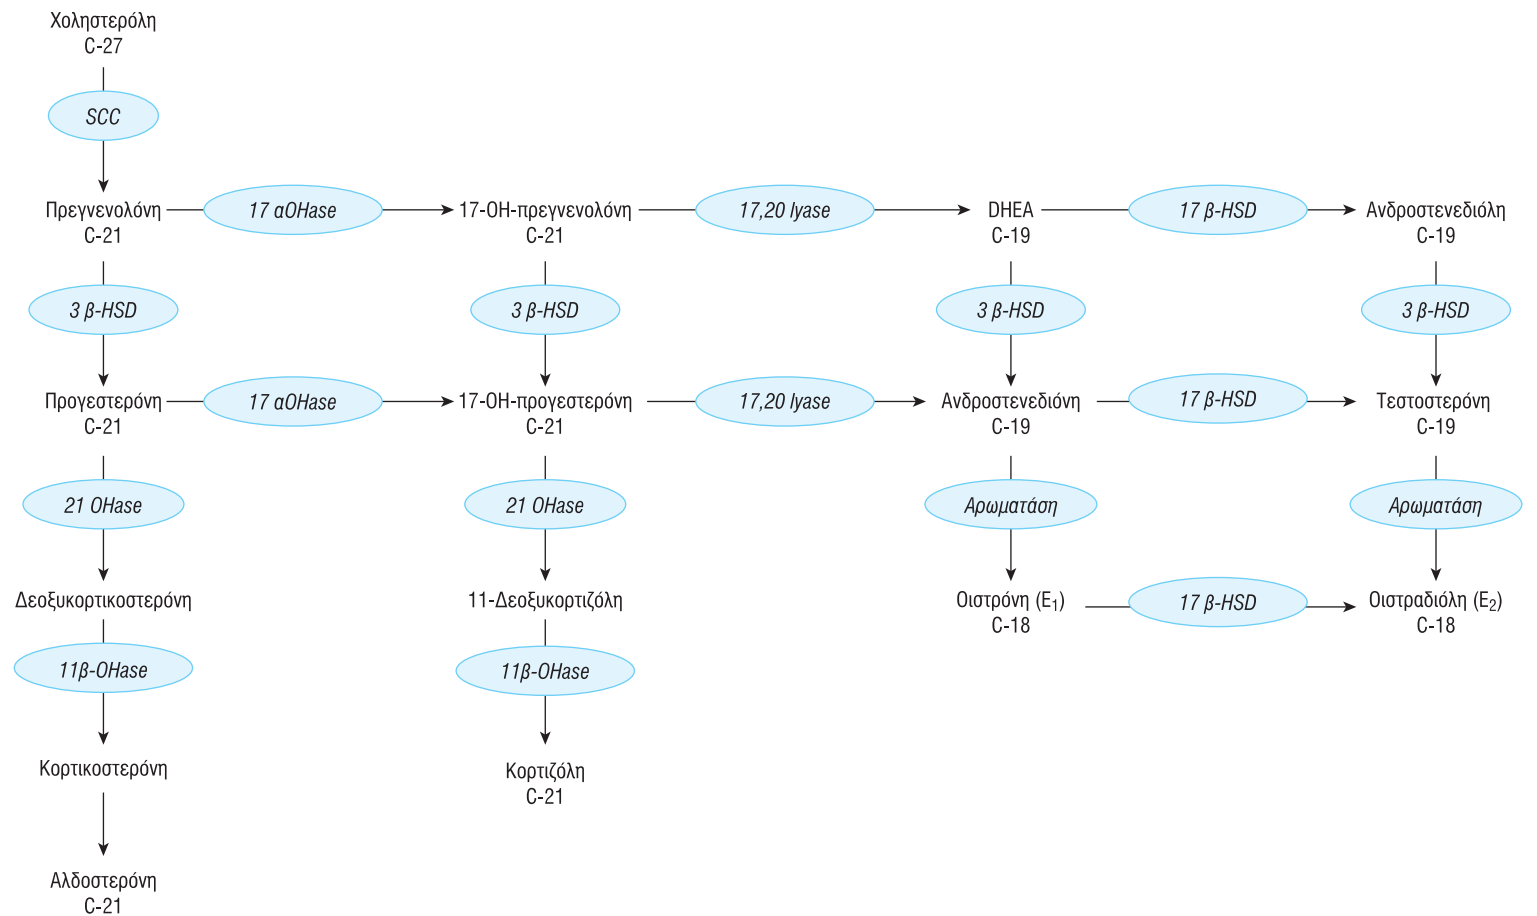 Χοληστερόλη
C-27
SCC
Πρεγνενολόνη
C-21
17 αOHase
17-ΟΗ-πρεγνενολόνη
C-21
17,20 lyase
DHEA
C-19
17 β-HSD
Ανδροστενεδιόλη
C-19
3 β-HSD
3 β-HSD
3 β-HSD
3 β-HSD
Προγεστερόνη
C-21
17 αOHase
17-ΟΗ-προγεστερόνη
C-21
17,20 lyase
Ανδροστενεδιόνη
C-19
17 β-HSD
Τεστοστερόνη
C-19
21 OHase
21 OHase
Αρωματάση
Αρωματάση
Δεοξυκορτικοστερόνη
11-Δεοξυκορτιζόλη
Οιστρόνη (E₁)
C-18
17 β-HSD
Οιστραδιόλη (E₂)
C-18
11β-OHase
11β-OHase
Κορτικοστερόνη
Κορτιζόλη
C-21
Αλδοστερόνη
C-21